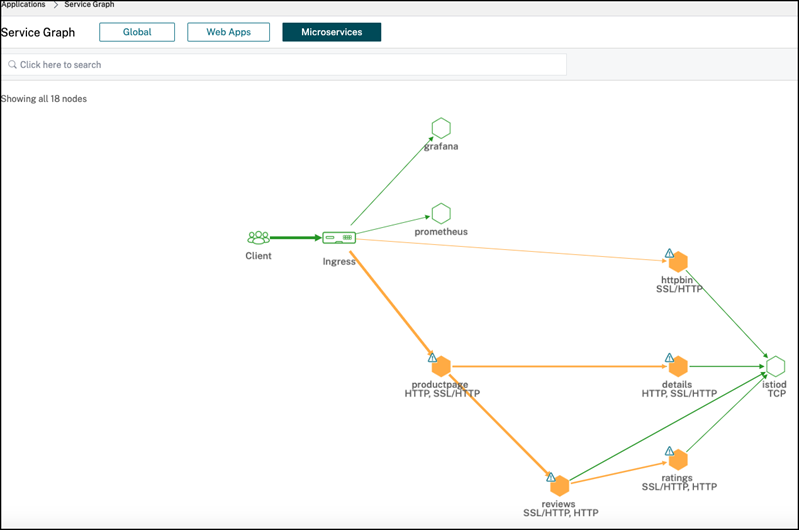 Applications > Service Graph
Service Graph
Global
Web Apps
Microservices
Click here to search
Showing all 18 nodes
grafana
prometheus
Client
Ingress
httpbin
SSL/HTTP
productpage
HTTP, SSL/HTTP
details
HTTP, SSL/HTTP
istiod
TCP
ratings
SSL/HTTP, HTTP
reviews
SSL/HTTP, HTTP